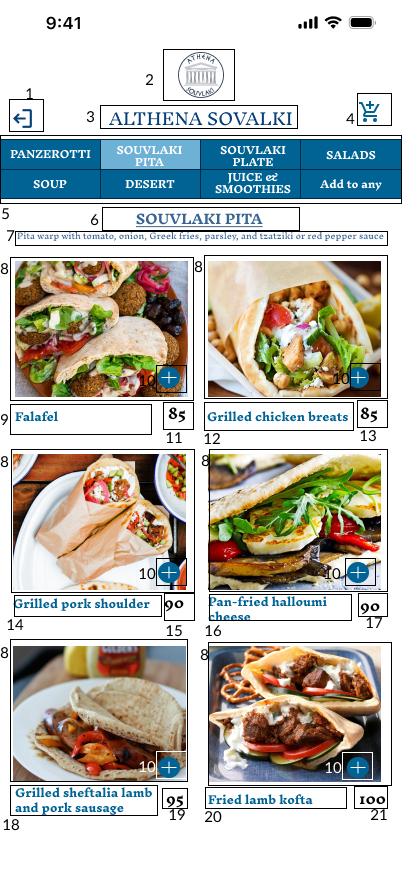 9:41
ATHENA
SOUVLAKI
1
2
3
ALTHENA SOVALKI
4
PANZEROTTI
SOUVLAKI
PITA
SOUVLAKI
PLATE
SALADS
SOUP
DESERT
JUICE &
SMOOTHIES
Add to any
5
6
SOUVLAKI PITA
7
Pita warp with tomato, onion, Greek fries, parsley, and tzatziki or red pepper sauce
8
8
10
10
9
Falafel
85
Grilled chicken breats
85
11
12
13
8
8
10
10
Grilled pork shoulder
90
Pan-fried halloumi
cheese
90
14
15
16
17
8
8
GOLDEN
10
10
Grilled sheftalia lamb
and pork sausage
95
Fried lamb kofta
100
18
19
20
21